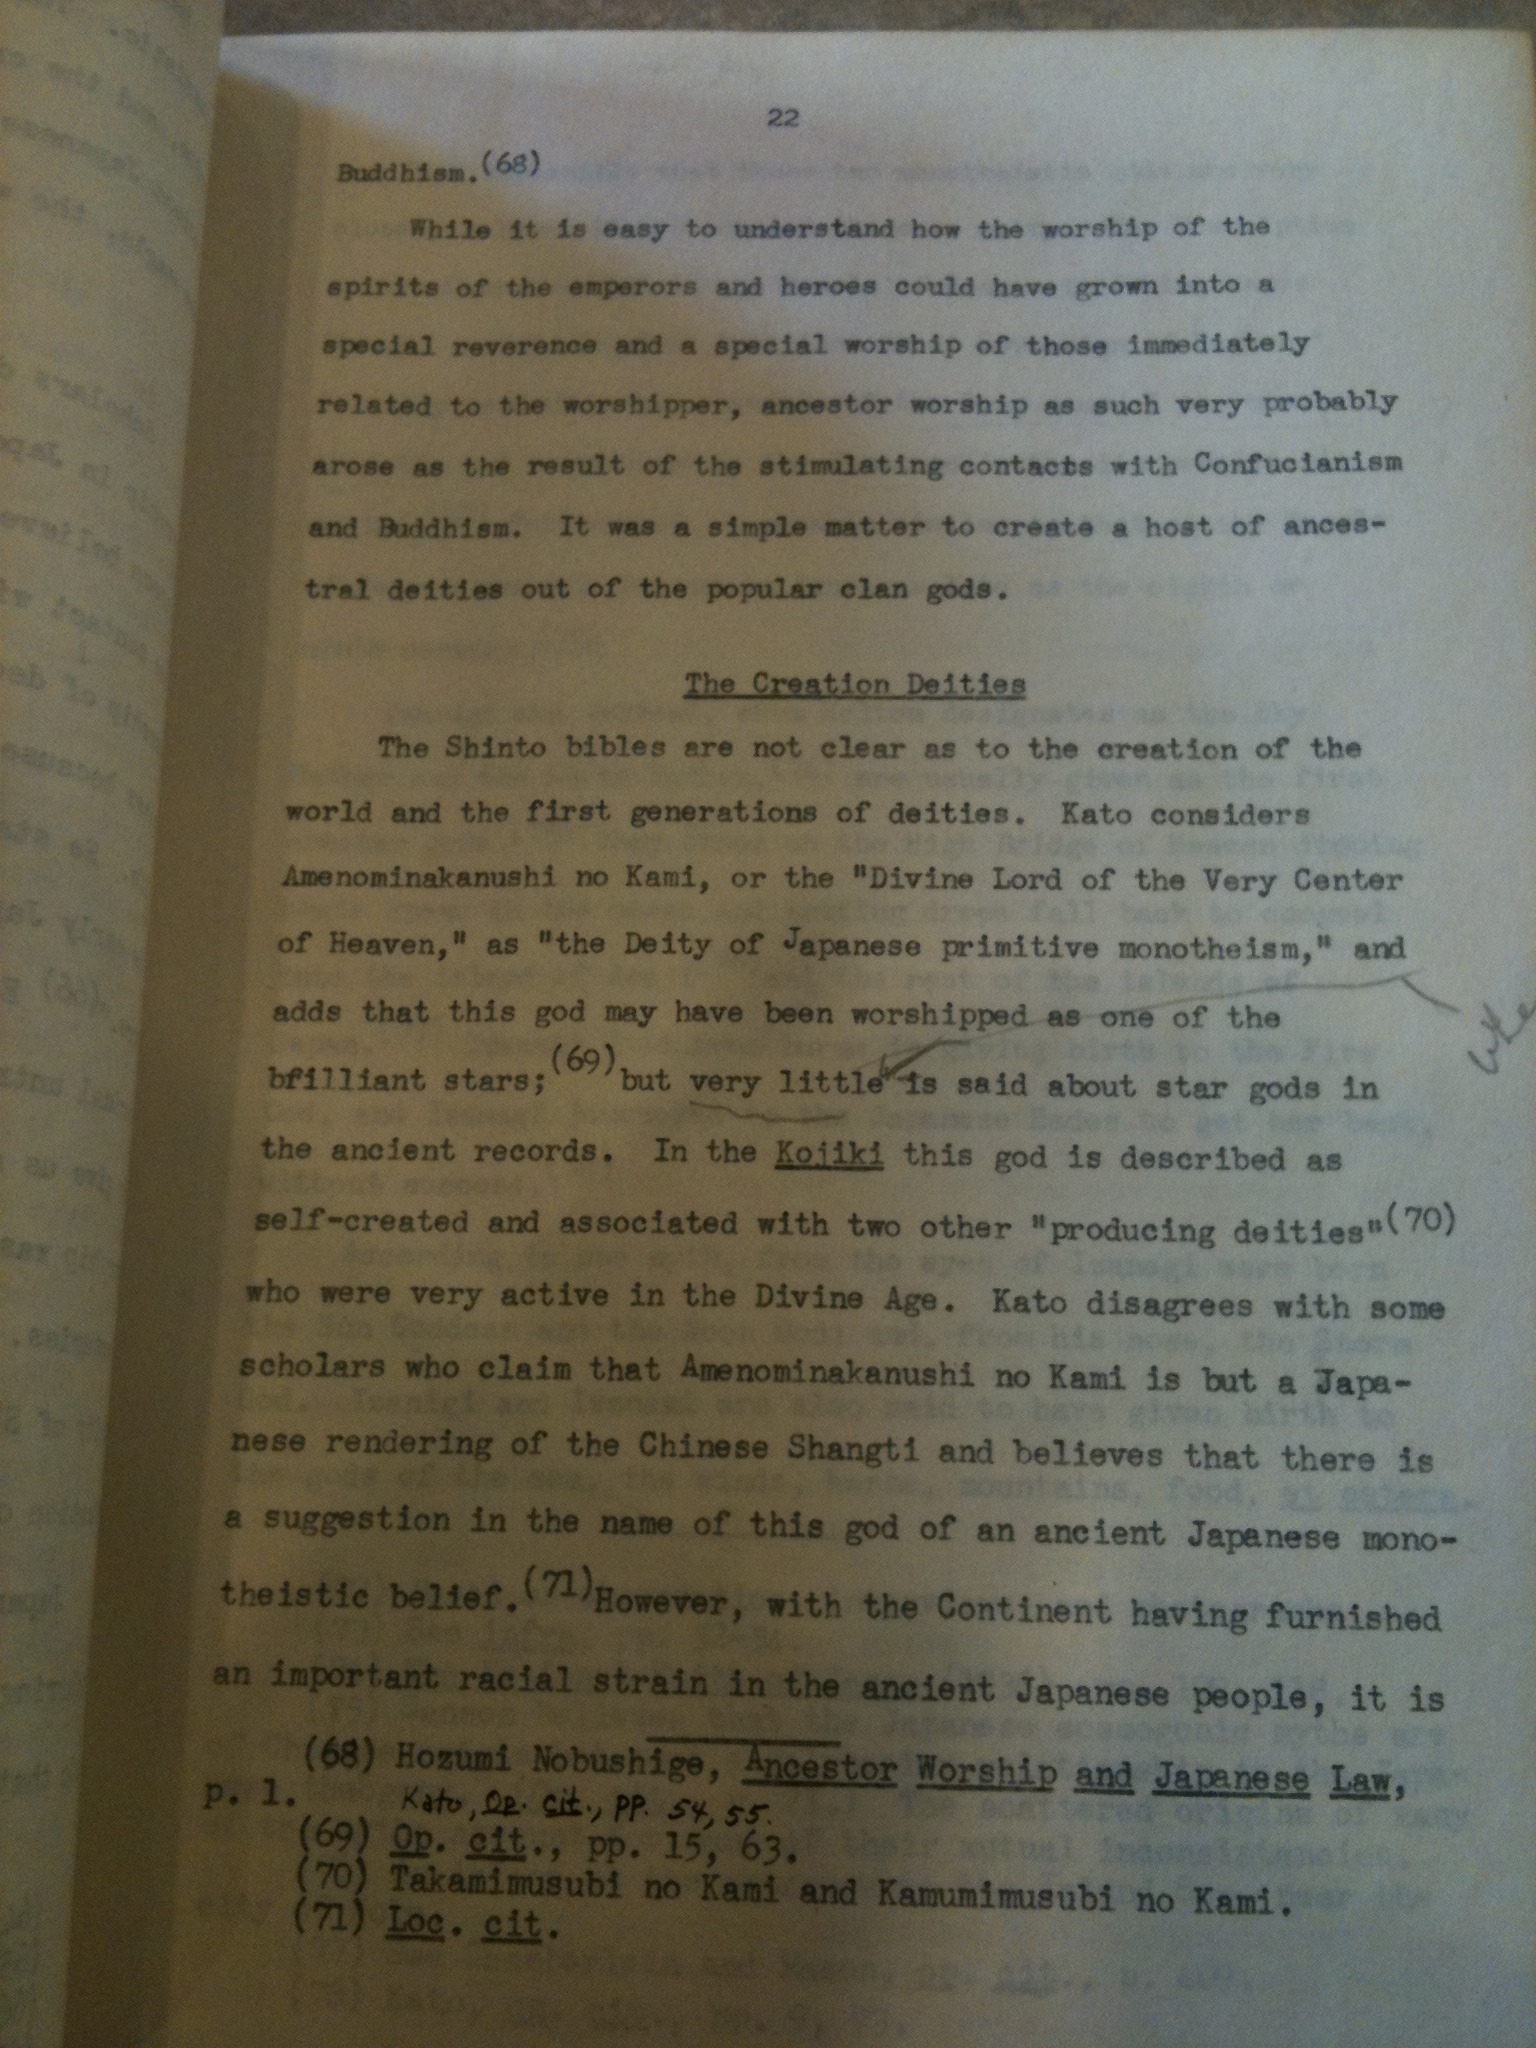 22
Buddhism.(68)
While it is easy to understand how the worship of the
spirits of the emperors and heroes could have grown into a
special reverence and a special worship of those immediately
related to the worshipper, ancestor worship as such very probably
arose as the result of the stimulating contacts with Confucianism
and Buddhism. It was a simple matter to create a host of ances-
tral deities out of the popular clan gods.
The Creation Deities
The Shinto bibles are not clear as to the creation of the
world and the first generations of deities. Kato considers
Amenominakanushi no Kami, or the "Divine Lord of the Very Center
of Heaven," as "the Deity of Japanese primitive monotheism," and
adds that this god may have been worshipped as one of the
brilliant stars;(69) but very little is said about star gods in
the ancient records. In the Kojiki this god is described as
self-created and associated with two other "producing deities"(70)
who were very active in the Divine Age. Kato disagrees with some
scholars who claim that Amenominakanushi no Kami is but a Japa-
nese rendering of the Chinese Shangti and believes that there is
a suggestion in the name of this god of an ancient Japanese mono-
theistic belief.(71) However, with the Continent having furnished
an important racial strain in the ancient Japanese people, it is
(68) Hozumi Nobushige, Ancestor Worship and Japanese Law,
p. 1.
Kato, Op. cit., pp. 54, 55.
(69) Op. cit., pp. 15, 63.
(70) Takamimusubi no Kami and Kamumimusubi no Kami.
(71) Loc. cit.